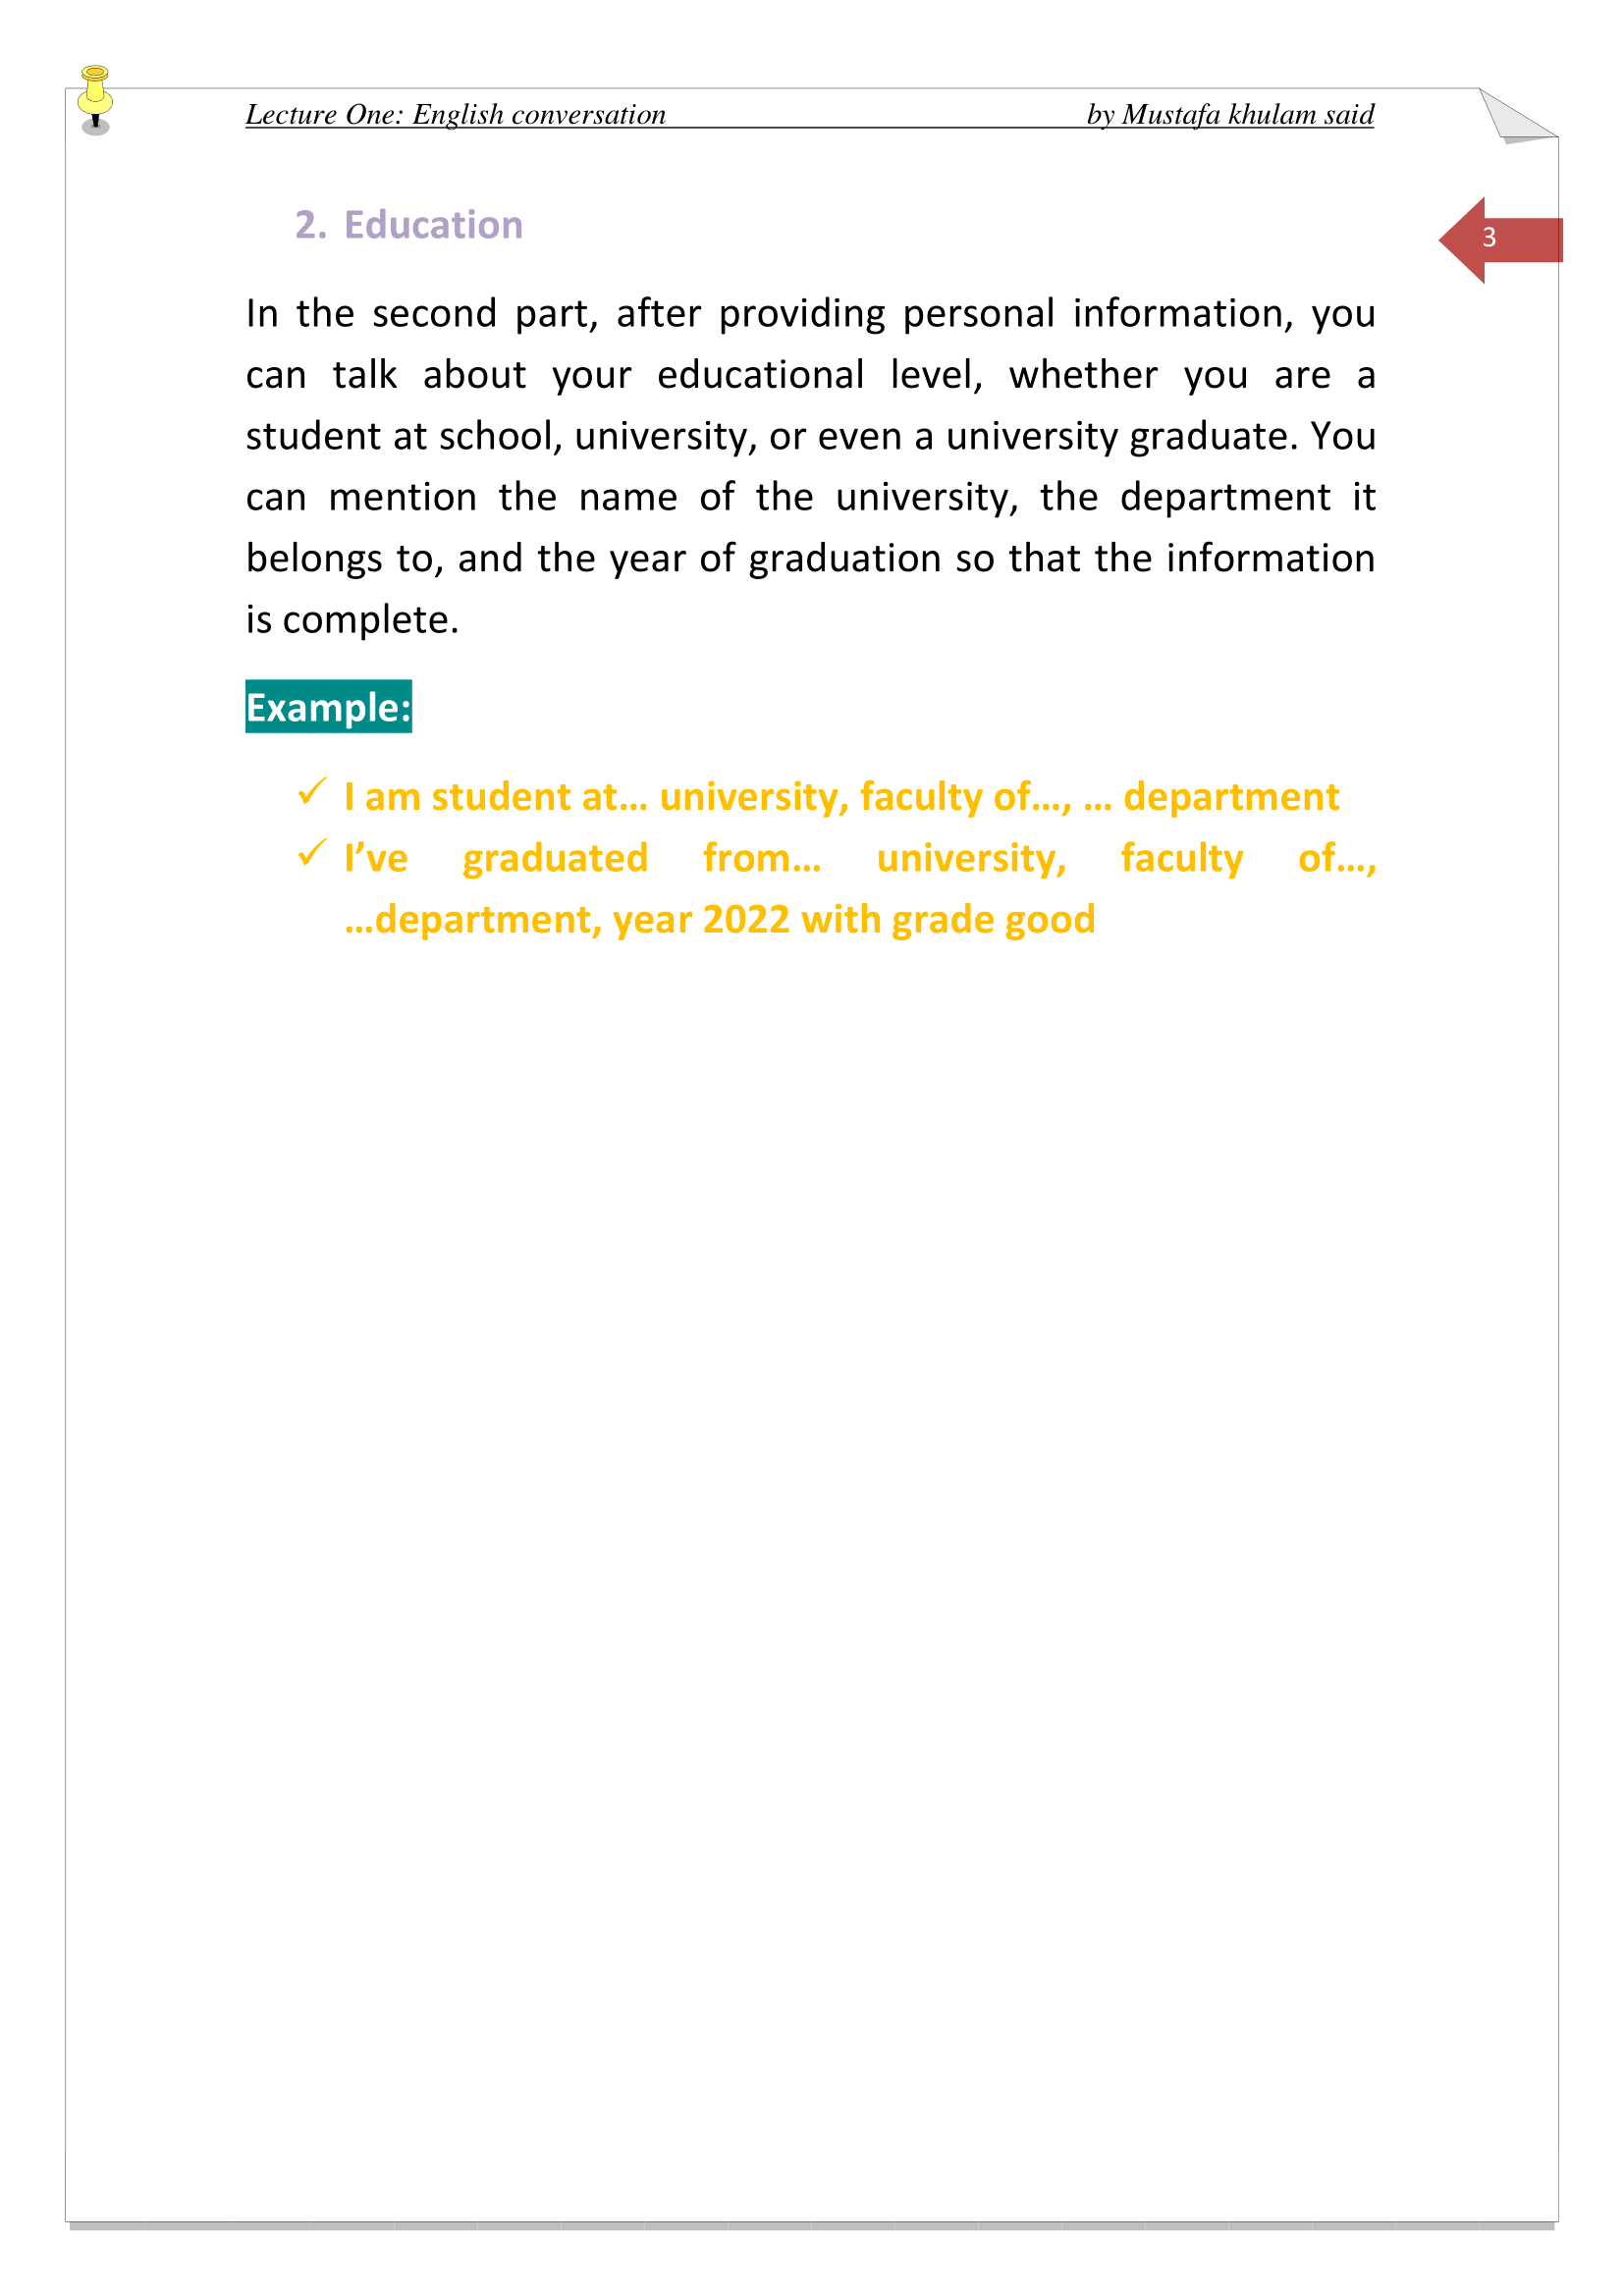 Lecture One: English conversation by Mustafa khulam said
3
2. Education
In the second part, after providing personal information, you
can talk about your educational level, whether you are a
student at school, university, or even a university graduate. You
can mention the name of the university, the department it
belongs to, and the year of graduation so that the information
is complete.
Example:
✓ I am student at… university, faculty of…, … department
✓ I’ve graduated from… university, faculty of…,
…department, year 2022 with grade good